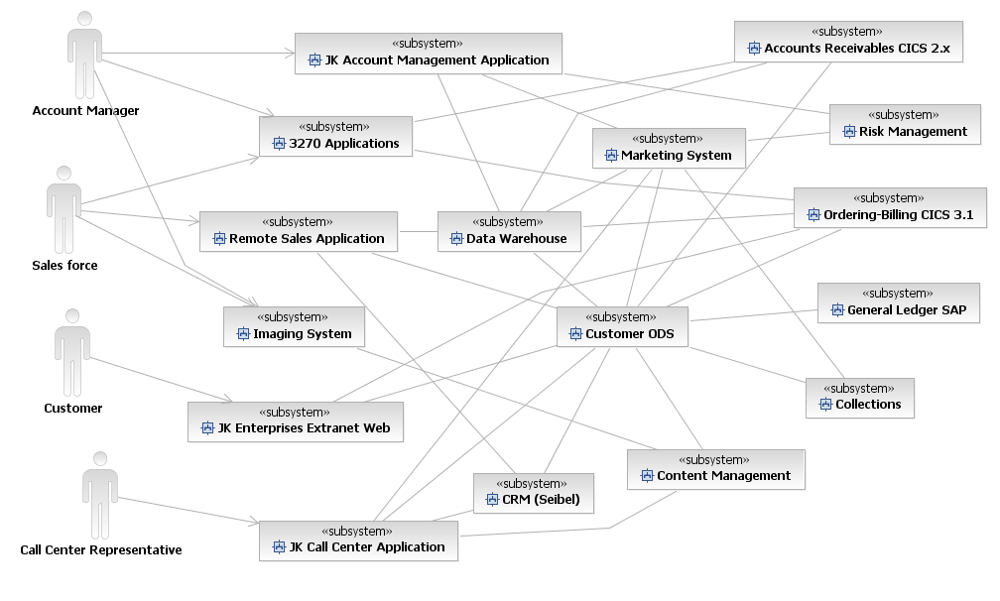 «subsystem»
Accounts Receivables CICS 2.x
«subsystem»
JK Account Management Application
Account Manager
«subsystem»
Risk Management
«subsystem»
3270 Applications
«subsystem»
Marketing System
«subsystem»
Ordering-Billing CICS 3.1
«subsystem»
Remote Sales Application
«subsystem»
Data Warehouse
Sales force
«subsystem»
General Ledger SAP
«subsystem»
Imaging System
«subsystem»
Customer ODS
Customer
«subsystem»
Collections
«subsystem»
JK Enterprises Extranet Web
«subsystem»
Content Management
«subsystem»
CRM (Seibel)
Call Center Representative
«subsystem»
JK Call Center Application